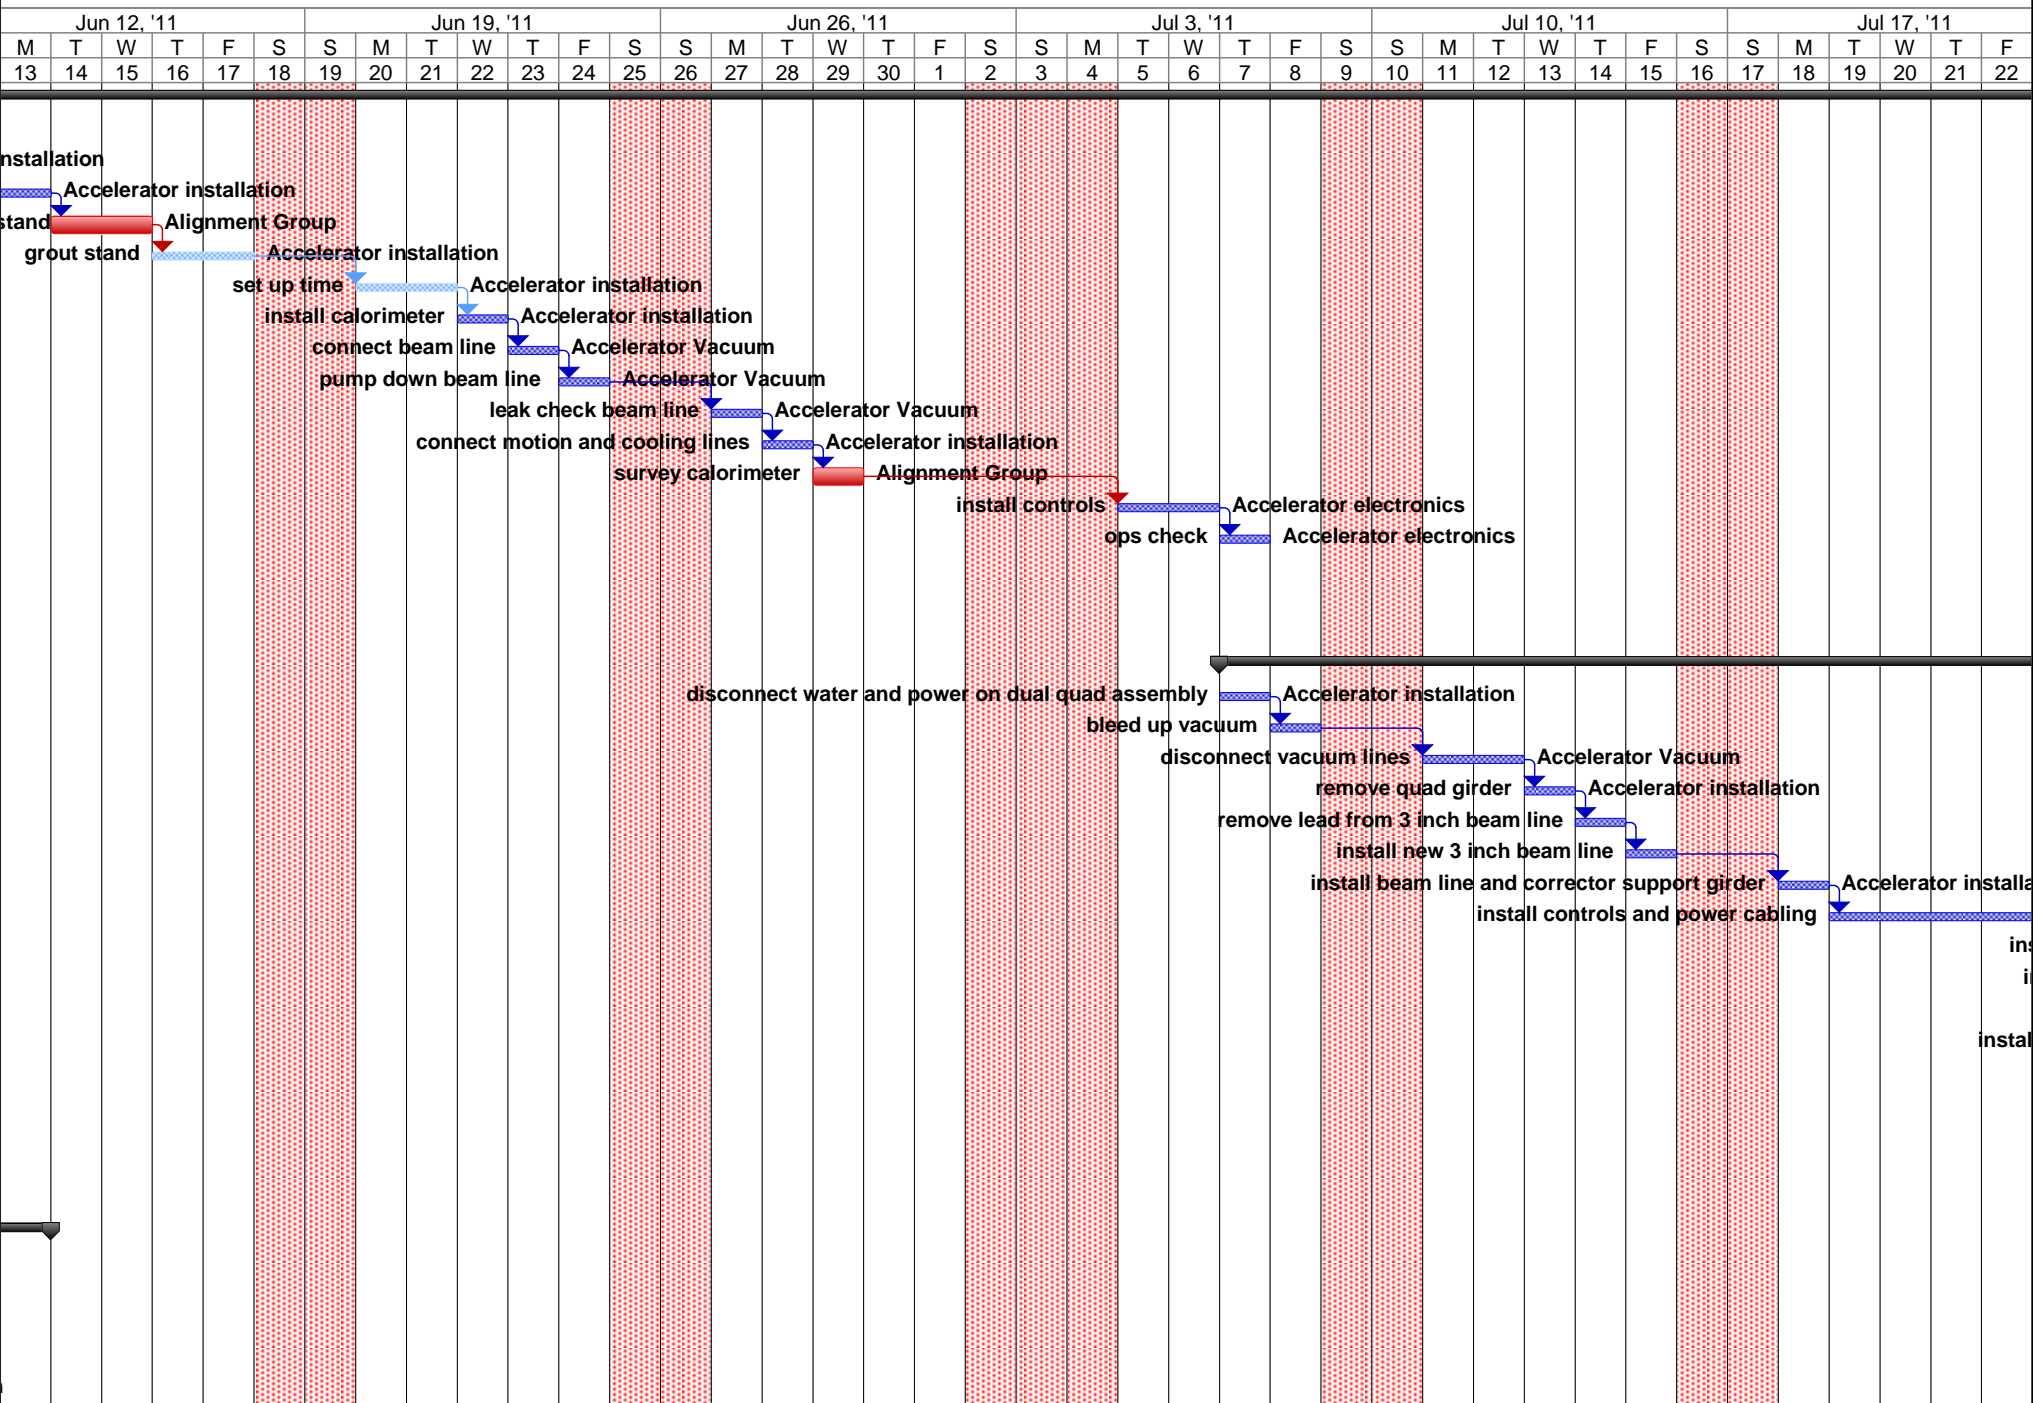 Jun 12, '11 Jun 19, '11 Jun 26, '11 Jul 3, '11 Jul 10, '11 Jul 17, '11
M T W T F S S M T W T F S S M T W T F S S M T W T F S S M T W T F S S M T W T F
13 14 15 16 17 18 19 20 21 22 23 24 25 26 27 28 29 30 1 2 3 4 5 6 7 8 9 10 11 12 13 14 15 16 17 18 19 20 21 22
nstallation
Accelerator installation
stand Alignment Group
grout stand Accelerator installation
set up time Accelerator installation
install calorimeter Accelerator installation
connect beam line Accelerator Vacuum
pump down beam line Accelerator Vacuum
leak check beam line Accelerator Vacuum
connect motion and cooling lines Accelerator installation
survey calorimeter Alignment Group
install controls Accelerator electronics
ops check Accelerator electronics
disconnect water and power on dual quad assembly Accelerator installation
bleed up vacuum
disconnect vacuum lines Accelerator Vacuum
remove quad girder Accelerator installation
remove lead from 3 inch beam line
install new 3 inch beam line
install beam line and corrector support girder Accelerator installa
install controls and power cabling
ins
instal